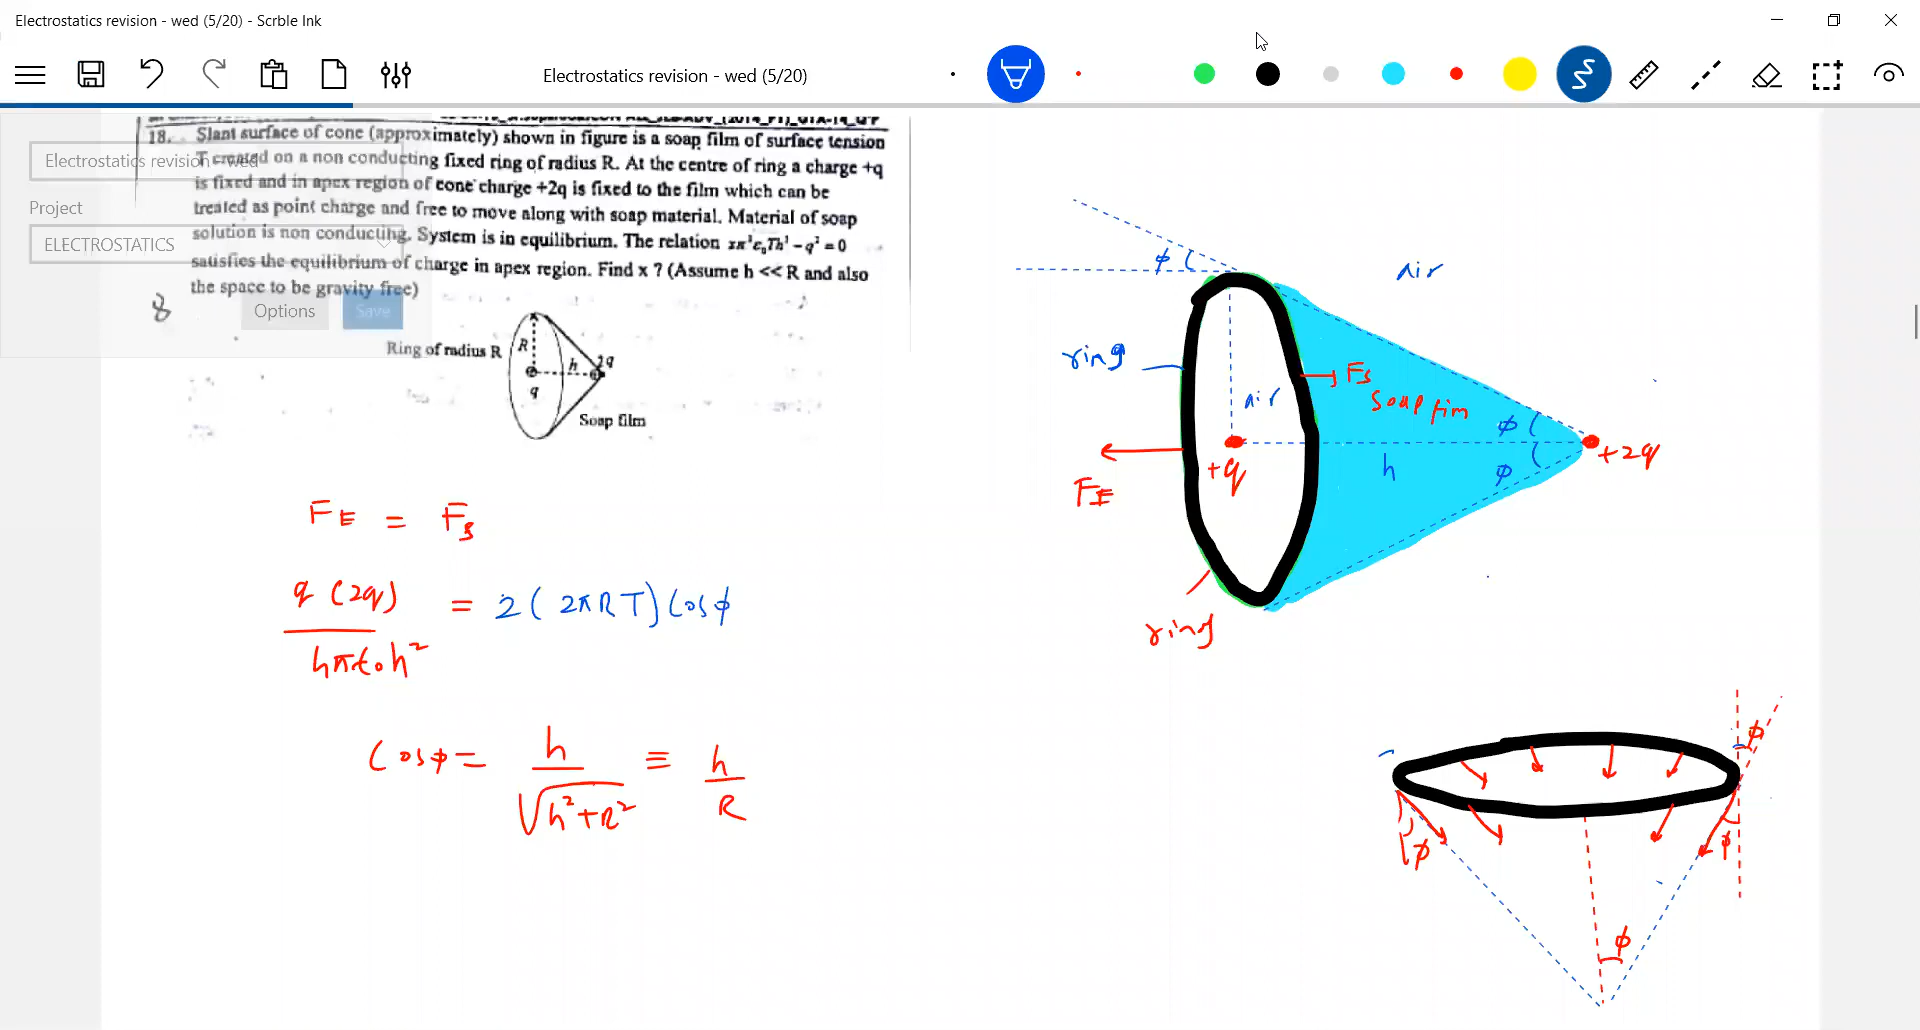 Electrostatics revision - wed (5/20) - Scrble Ink
Electrostatics revision - wed (5/20)
18. Slant surface of cone (approximately) shown in figure is a soap film of surface tension
T created on a non conducting fixed ring of radius R. At the centre of ring a charge +q
is fixed and in apex region of cone charge +2q is fixed to the film which can be
treated as point charge and free to move along with soap material. Material of soap
solution is non conducting. System is in equilibrium. The relation xπ²ε₀Th³ – q² = 0
satisfies the equilibrium of charge in apex region. Find x ? (Assume h << R and also
the space to be gravity free)
Electrostatics revision - wed
Project
ELECTROSTATICS
Options
Save
8
Ring of radius R
R
h
2q
q
Soap film
ϕ
air
ring
air
Fs
soap fim
ϕ
ϕ
h
+q
+2q
FE
ring
FE = Fs
q (2q) / hπε₀h² = 2 ( 2πRT) Cosϕ
Cosϕ = h / √h²+R² ≡ h / R
ϕ
ϕ
ϕ
ϕ